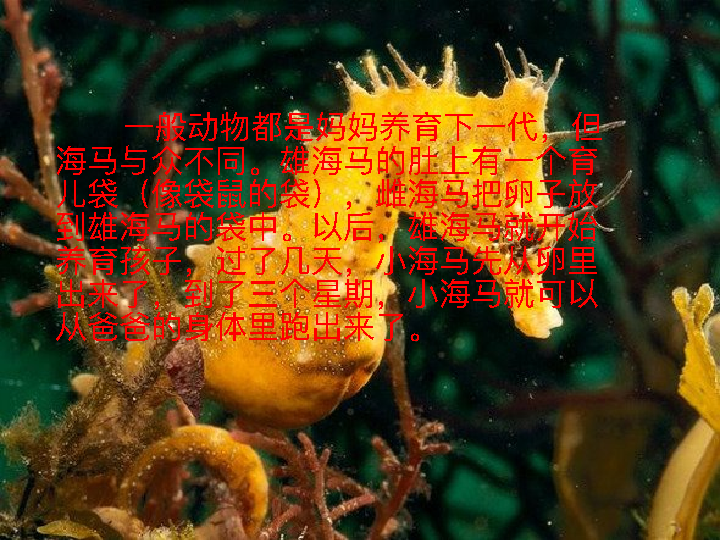 一般动物都是妈妈养育下一代，但
海马与众不同。雄海马的肚上有一个育
儿袋（像袋鼠的袋），雌海马把卵子放
到雄海马的袋中。以后，雄海马就开始
养育孩子，过了几天，小海马先从卵里
出来了，到了三个星期，小海马就可以
从爸爸的身体里跑出来了。